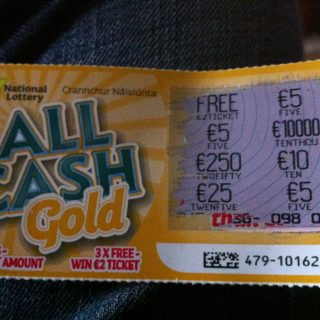 National
Lottery
Crannchur Náisiúnta
ALL
CASH
Gold
AMOUNT
3 X FREE-
WIN €2 TICKET
FREE
€2TICKET
€5
FIVE
€5
FIVE
€10000
TENTHOU
€250
TWOFIFTY
€10
TEN
€25
TWENFIVE
€5
FIVE
098
479-10162